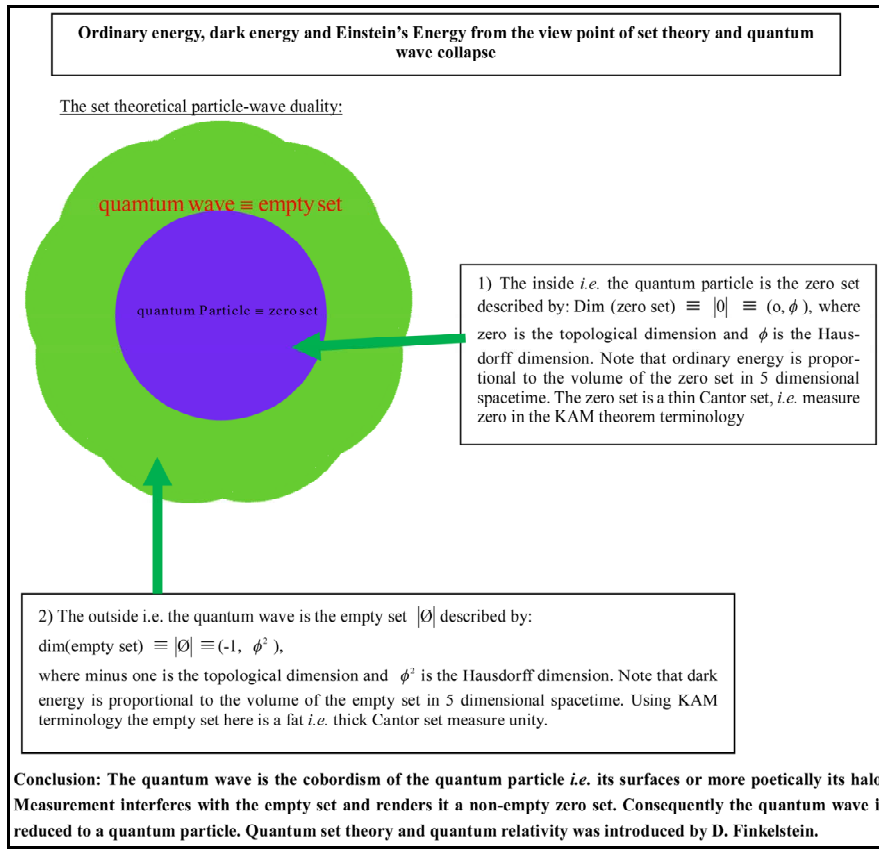 Ordinary energy, dark energy and Einstein's Energy from the view point of set theory and quantum
wave collapse
The set theoretical particle-wave duality:
quamtum wave ≡ empty set
quantum Particle ≡ zero set
1) The inside i.e. the quantum particle is the zero set
described by: Dim (zero set) ≡ |0| ≡ (o, ϕ ), where
zero is the topological dimension and ϕ is the Haus-
dorff dimension. Note that ordinary energy is propor-
tional to the volume of the zero set in 5 dimensional
spacetime. The zero set is a thin Cantor set, i.e. measure
zero in the KAM theorem terminology
2) The outside i.e. the quantum wave is the empty set |Ø| described by:
dim(empty set) ≡ |Ø| ≡ (-1, ϕ² ),
where minus one is the topological dimension and ϕ² is the Hausdorff dimension. Note that dark
energy is proportional to the volume of the empty set in 5 dimensional spacetime. Using KAM
terminology the empty set here is a fat i.e. thick Cantor set measure unity.
Conclusion: The quantum wave is the cobordism of the quantum particle i.e. its surfaces or more poetically its halo
Measurement interferes with the empty set and renders it a non-empty zero set. Consequently the quantum wave i
reduced to a quantum particle. Quantum set theory and quantum relativity was introduced by D. Finkelstein.